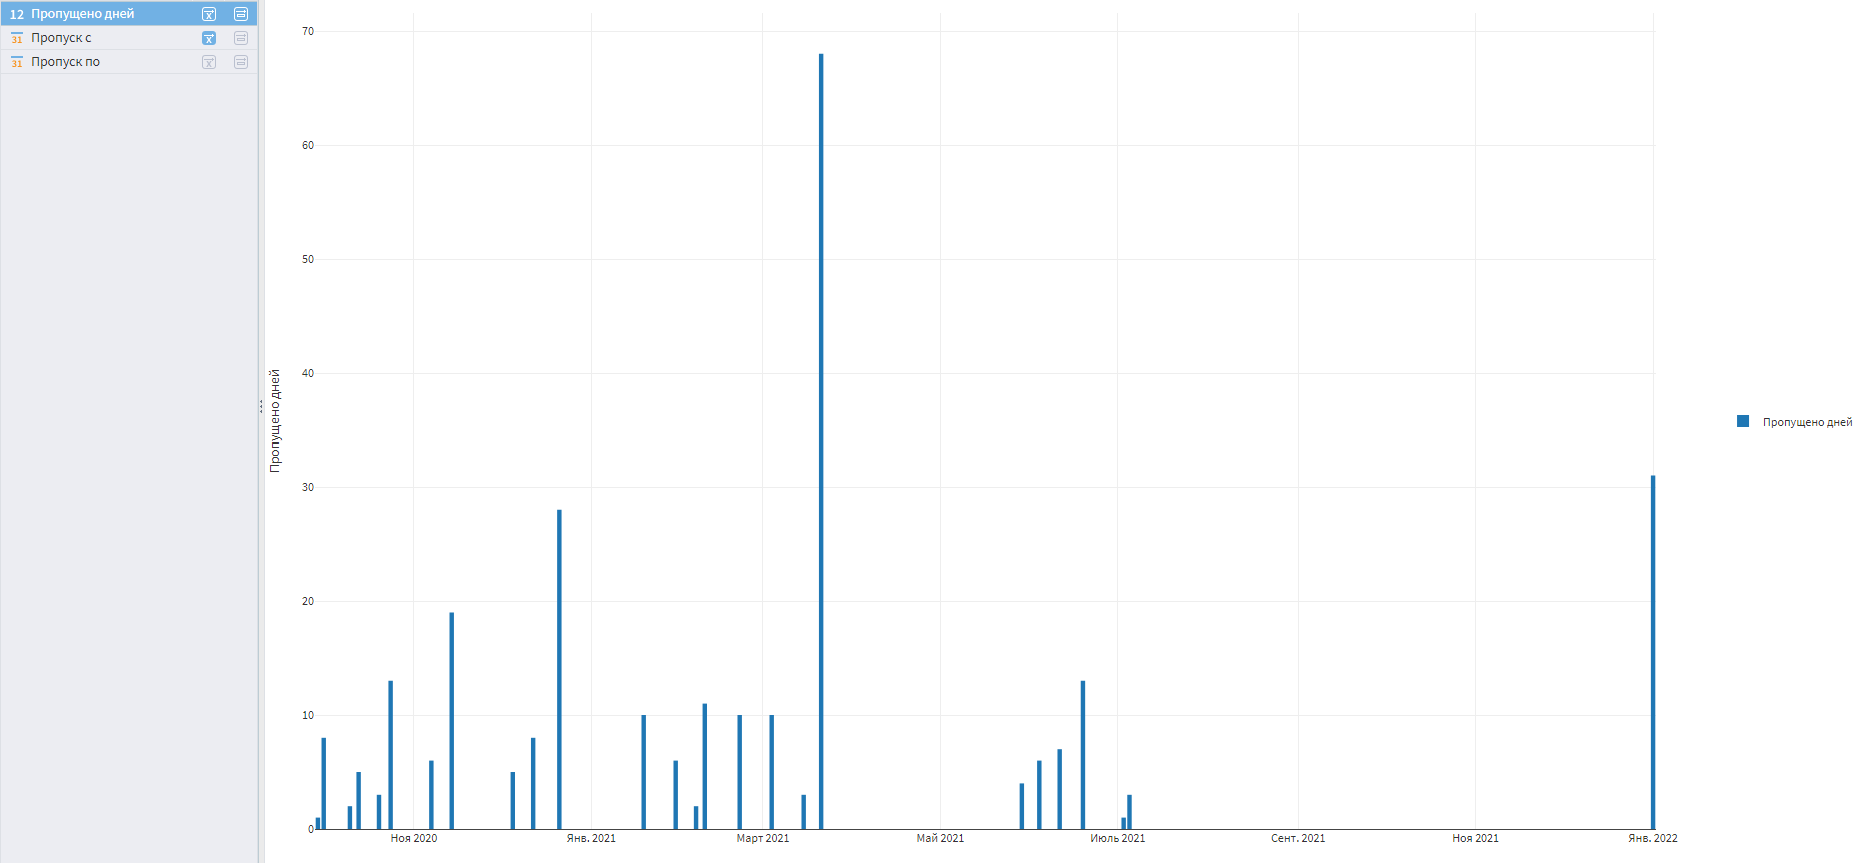 12 Пропущено дней
31 Пропуск с
31 Пропуск по
70
60
50
40
30
20
10
0
Пропущено дней
Ноя 2020
Янв. 2021
Март 2021
Май 2021
Июль 2021
Сент. 2021
Ноя 2021
Янв. 2022
Пропущено дней